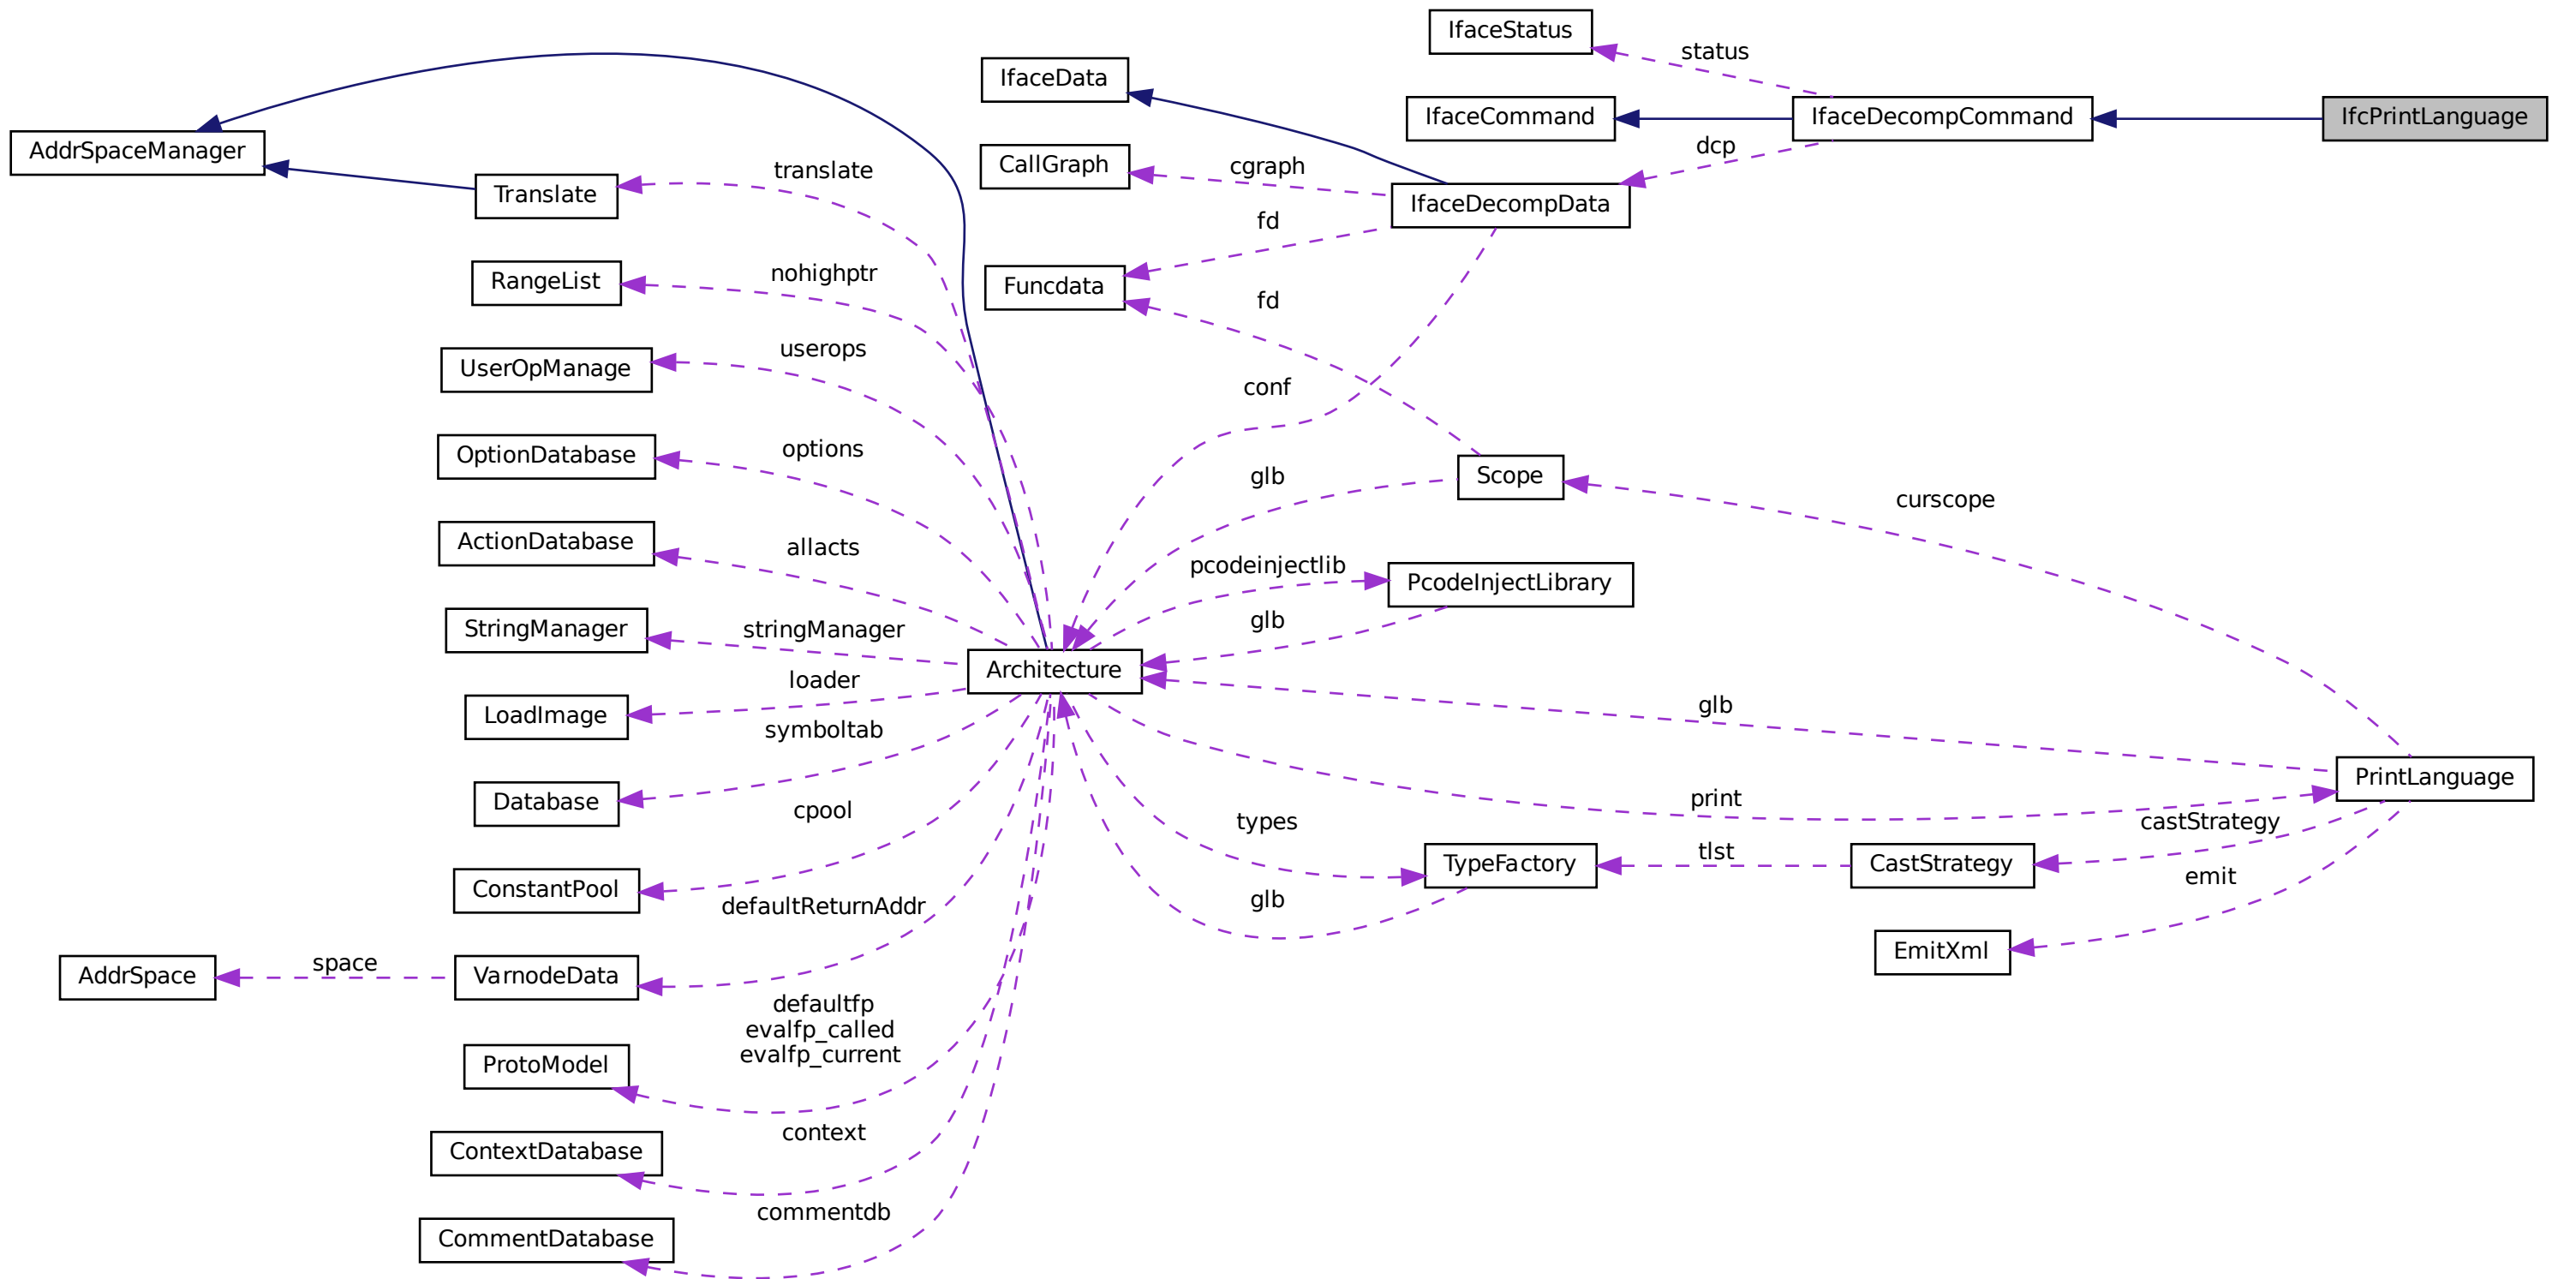 IfaceStatus
status
IfaceData
IfaceCommand
IfaceDecompCommand
IfcPrintLanguage
AddrSpaceManager
translate
CallGraph
cgraph
dcp
Translate
IfaceDecompData
fd
RangeList
nohighptr
Funcdata
fd
userops
UserOpManage
conf
options
OptionDatabase
glb
Scope
curscope
allacts
ActionDatabase
pcodeinjectlib
PcodeInjectLibrary
stringManager
StringManager
glb
Architecture
loader
LoadImage
glb
symboltab
PrintLanguage
Database
cpool
print
types
castStrategy
ConstantPool
TypeFactory
tlst
CastStrategy
defaultReturnAddr
glb
emit
EmitXml
AddrSpace
space
VarnodeData
defaultfp
evalfp_called
evalfp_current
ProtoModel
context
ContextDatabase
commentdb
CommentDatabase